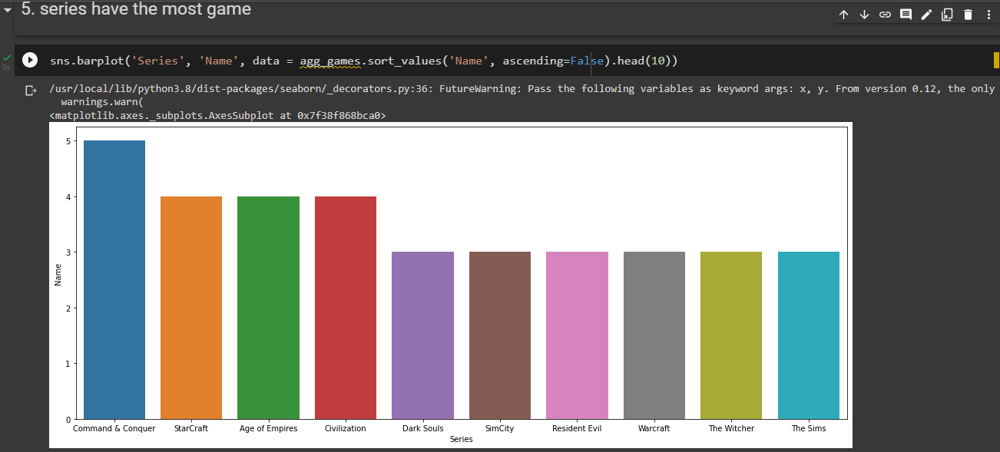 5. series have the most game
0s
sns.barplot('Series', 'Name', data = agg_games.sort_values('Name', ascending=False).head(10))
/usr/local/lib/python3.8/dist-packages/seaborn/_decorators.py:36: FutureWarning: Pass the following variables as keyword args: x, y. From version 0.12, the only
warnings.warn(
<matplotlib.axes._subplots.AxesSubplot at 0x7f38f868bca0>
5
4
3
2
1
0
Name
Command & Conquer StarCraft Age of Empires Civilization Dark Souls SimCity Resident Evil Warcraft The Witcher The Sims
Series